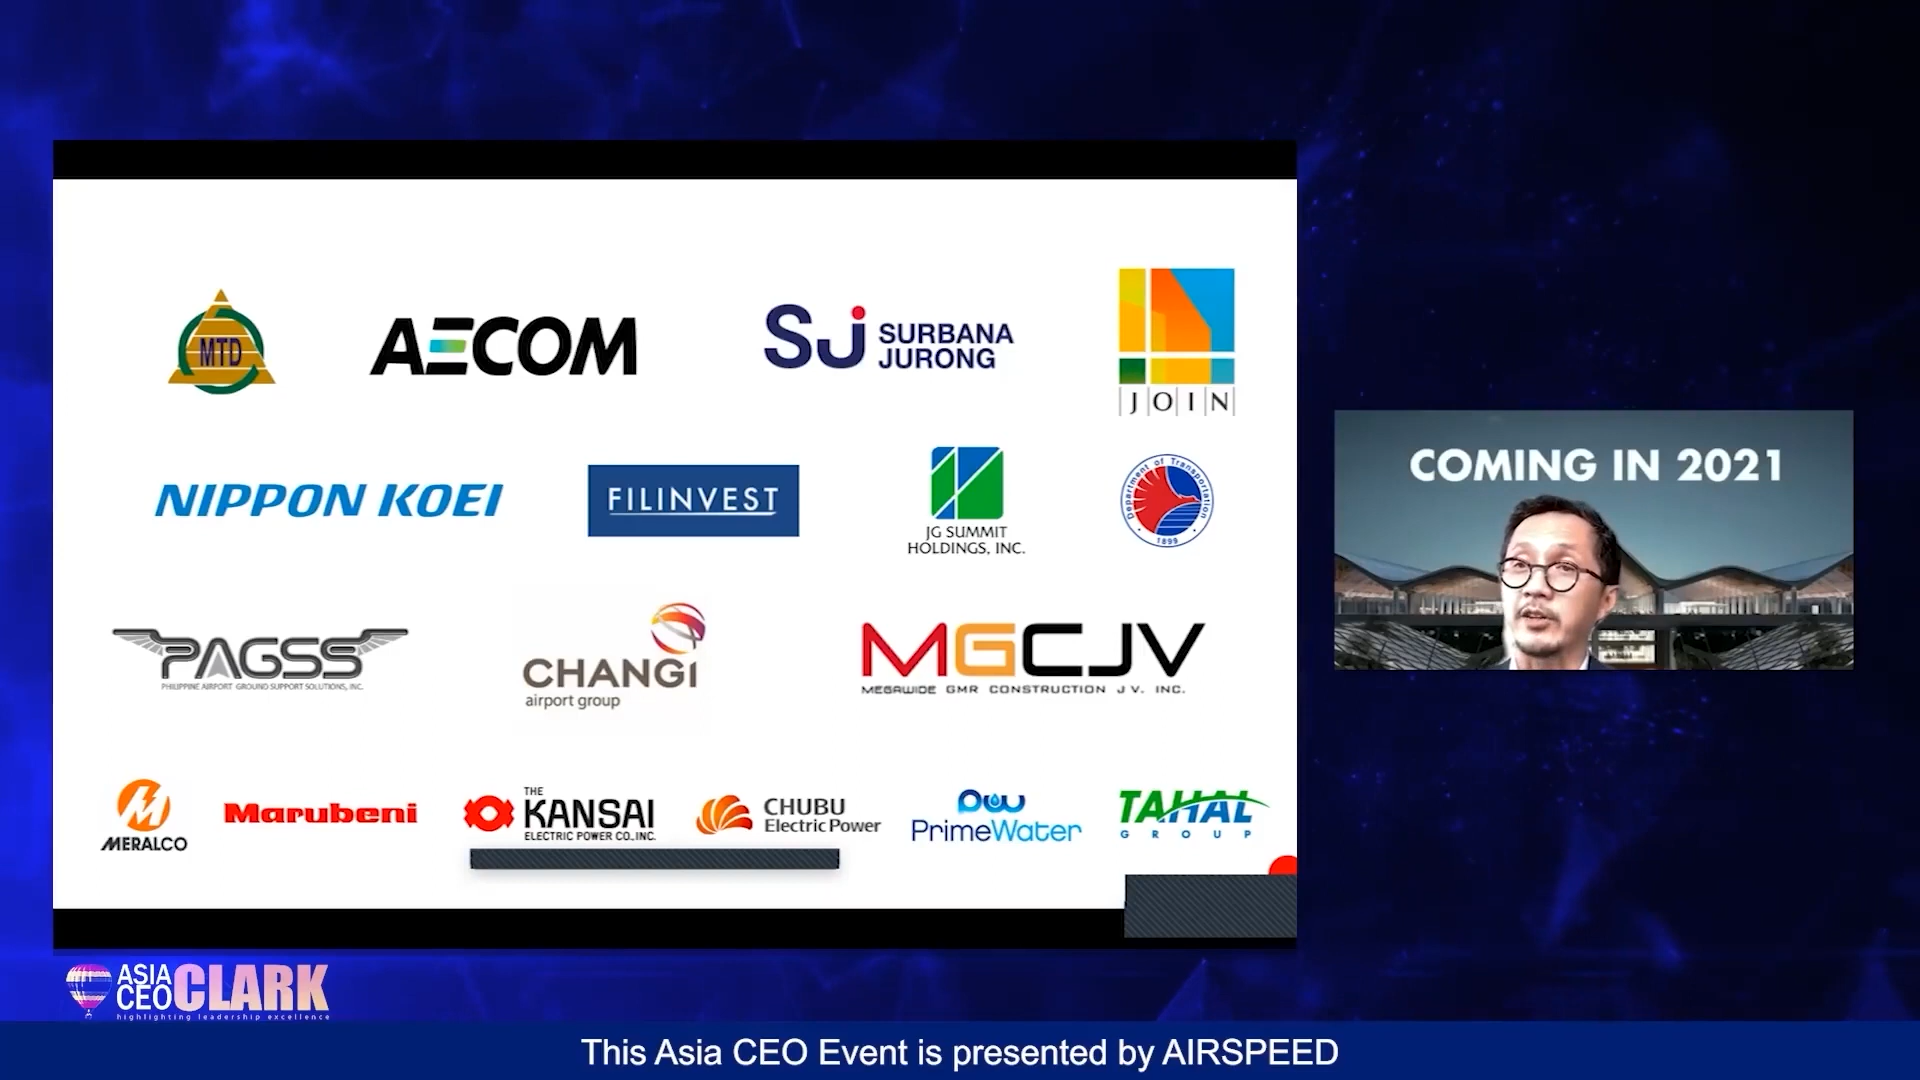 MTD
AECOM
SJ SURBANA
JURONG
JOIN
NIPPON KOEI
FILINVEST
JG SUMMIT
HOLDINGS, INC.
Department of Transportation
1899
PAGSS
PHILIPPINE AIRPORT GROUND SUPPORT SOLUTIONS, INC.
CHANGI
airport group
MGCJV
MEGAWIDE GMR CONSTRUCTION J V. INC.
MERALCO
Marubeni
THE
KANSAI
ELECTRIC POWER CO., INC.
CHUBU
Electric Power
PW
PrimeWater
TAHAL
GROUP
COMING IN 2021
ASIA
CEO CLARK
highlighting leadership excellence
This Asia CEO Event is presented by AIRSPEED